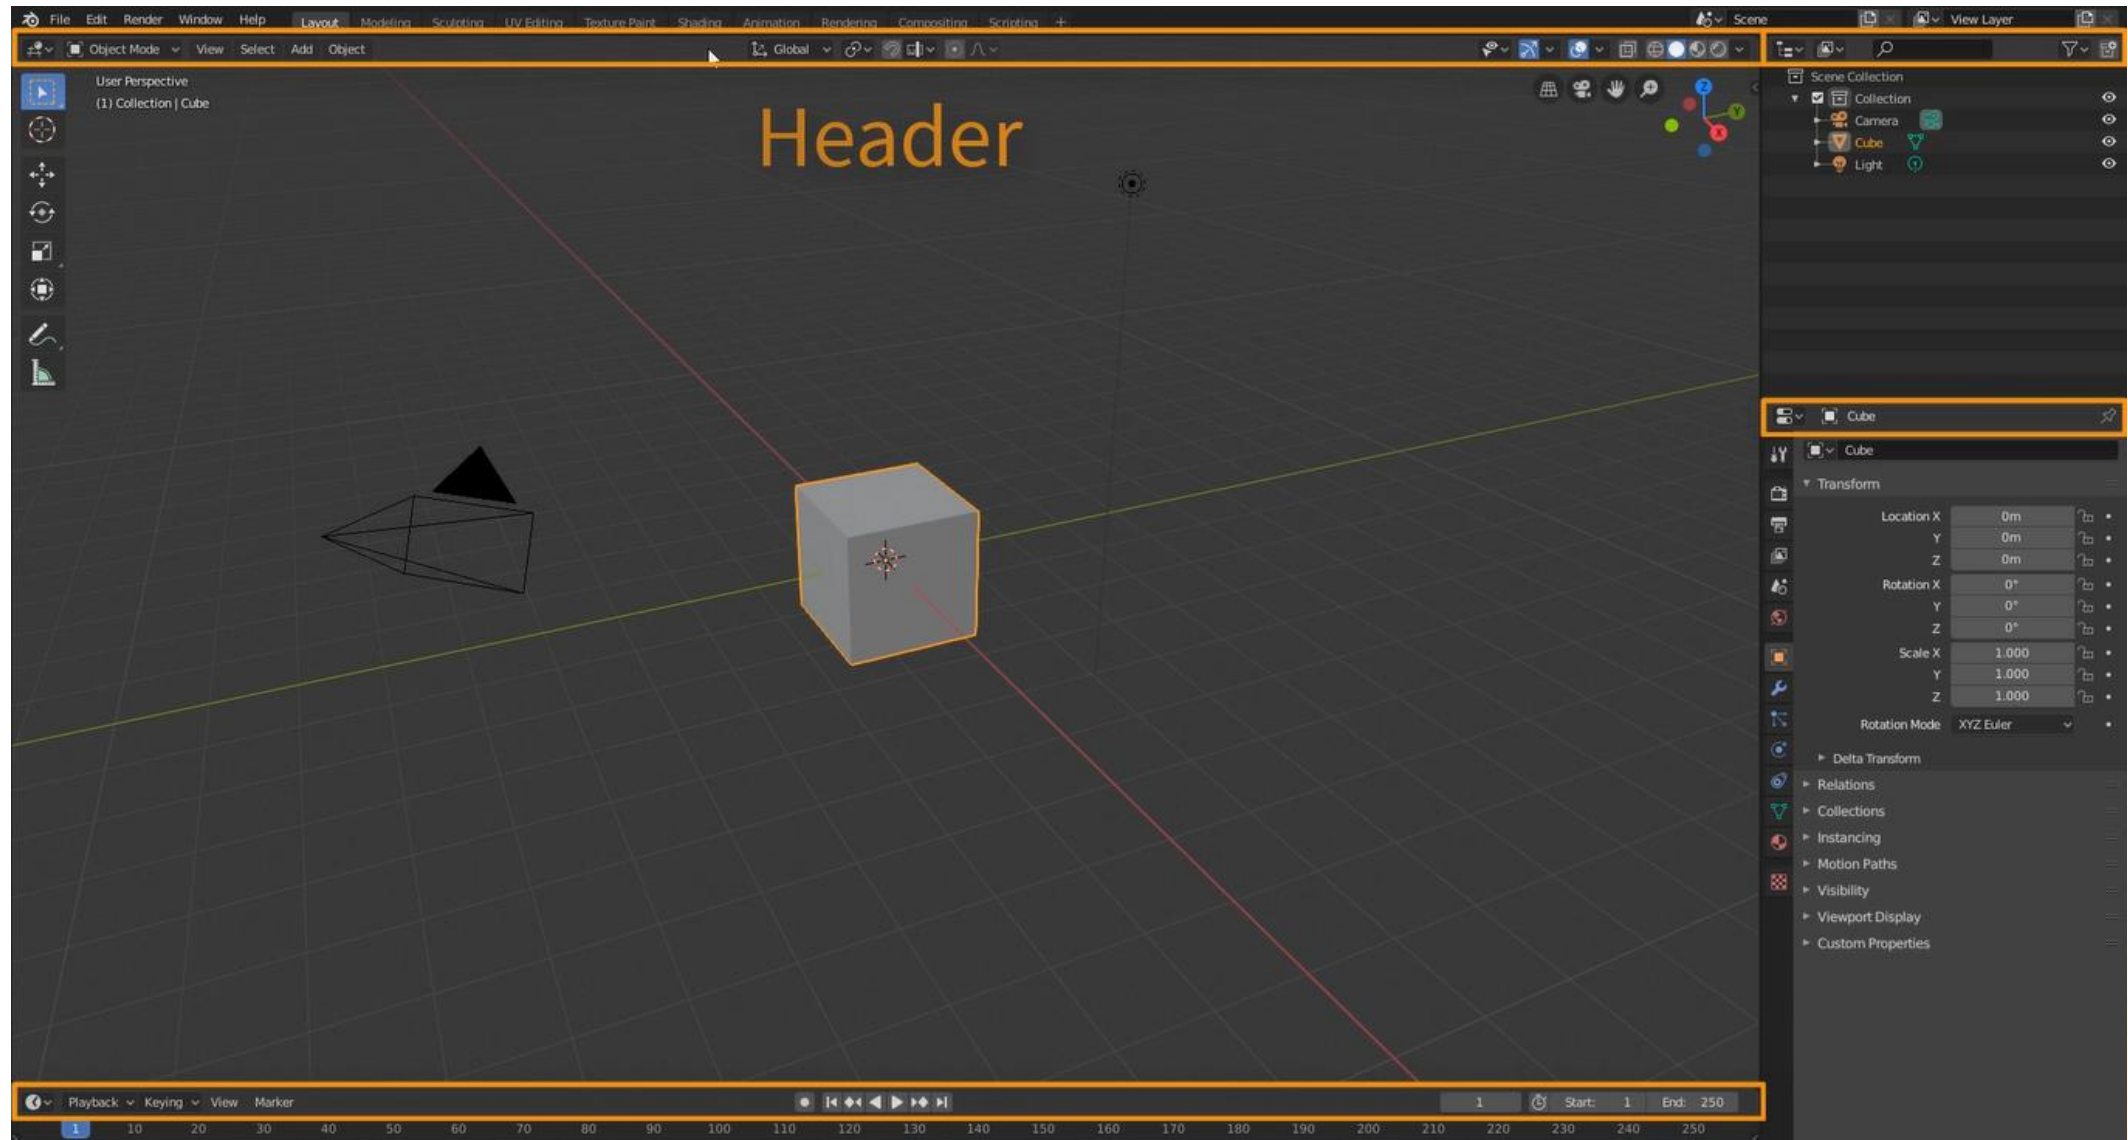 File Edit Render Window Help Layout Modeling Sculpting UV Editing Texture Paint Shading Animation Rendering Compositing Scripting + Scene View Layer
Object Mode View Select Add Object Global
User Perspective
(1) Collection | Cube
Header
Z
Y
X
Scene Collection
Collection
Camera
Cube
Light
Cube
Cube
Transform
Location X 0m
Y 0m
Z 0m
Rotation X 0°
Y 0°
Z 0°
Scale X 1.000
Y 1.000
Z 1.000
Rotation Mode XYZ Euler
Delta Transform
Relations
Collections
Instancing
Motion Paths
Visibility
Viewport Display
Custom Properties
Playback Keying View Marker 1 Start: 1 End: 250
1 10 20 30 40 50 60 70 80 90 100 110 120 130 140 150 160 170 180 190 200 210 220 230 240 250